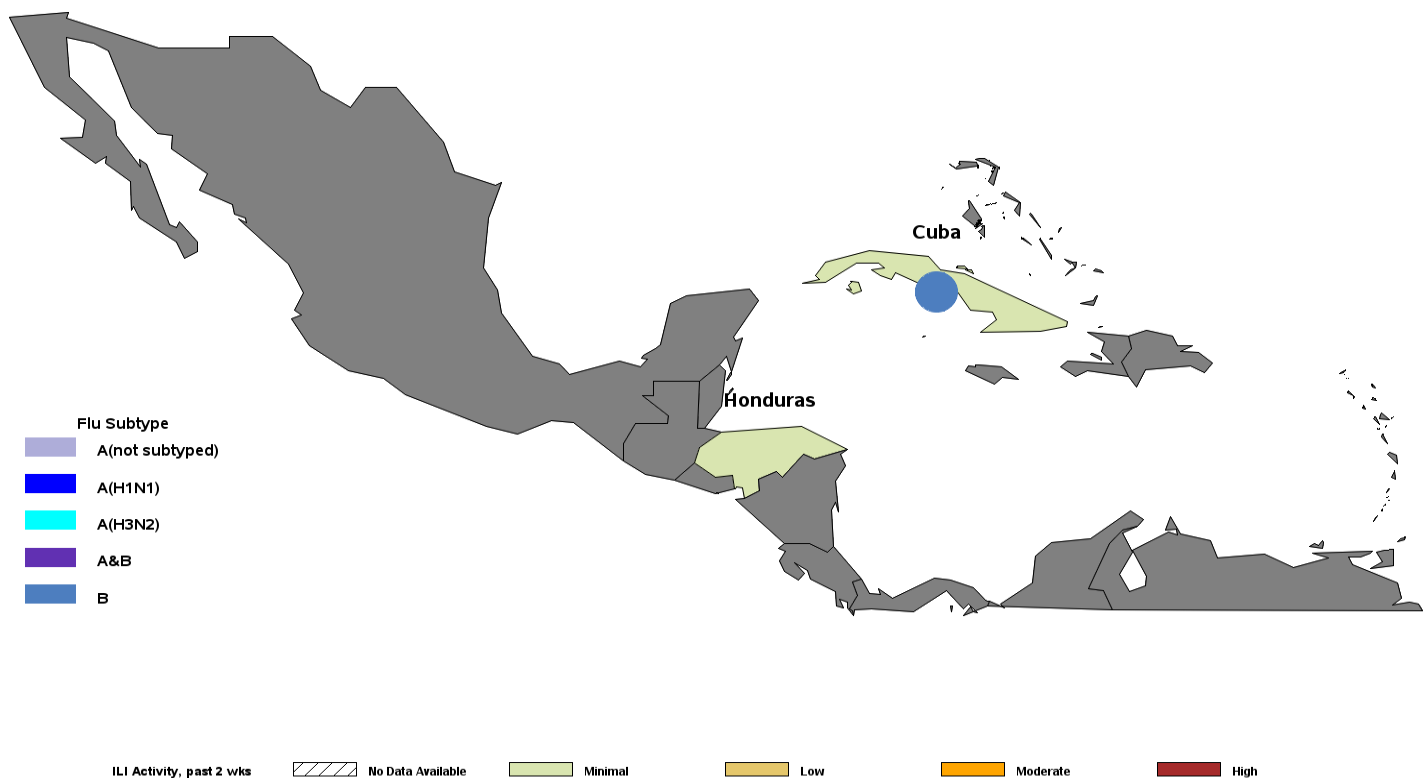 Cuba
Honduras
Flu Subtype
A(not subtyped)
A(H1N1)
A(H3N2)
A&B
B
ILI Activity, past 2 wks No Data Available Minimal Low Moderate High